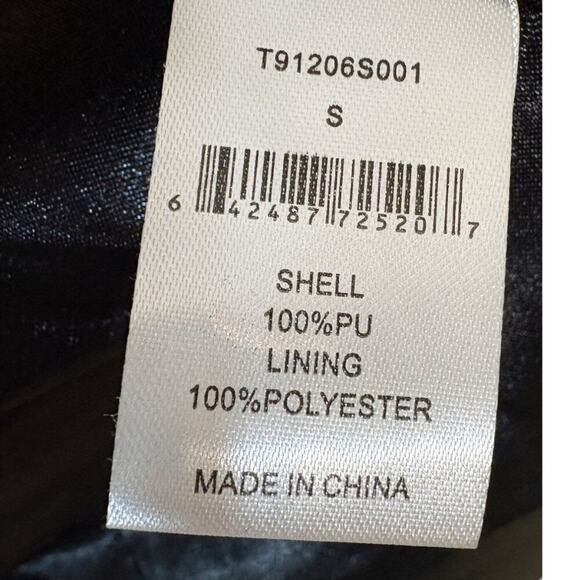 T91206S001
S
6 42487 72520 7
SHELL
100%PU
LINING
100%POLYESTER
MADE IN CHINA